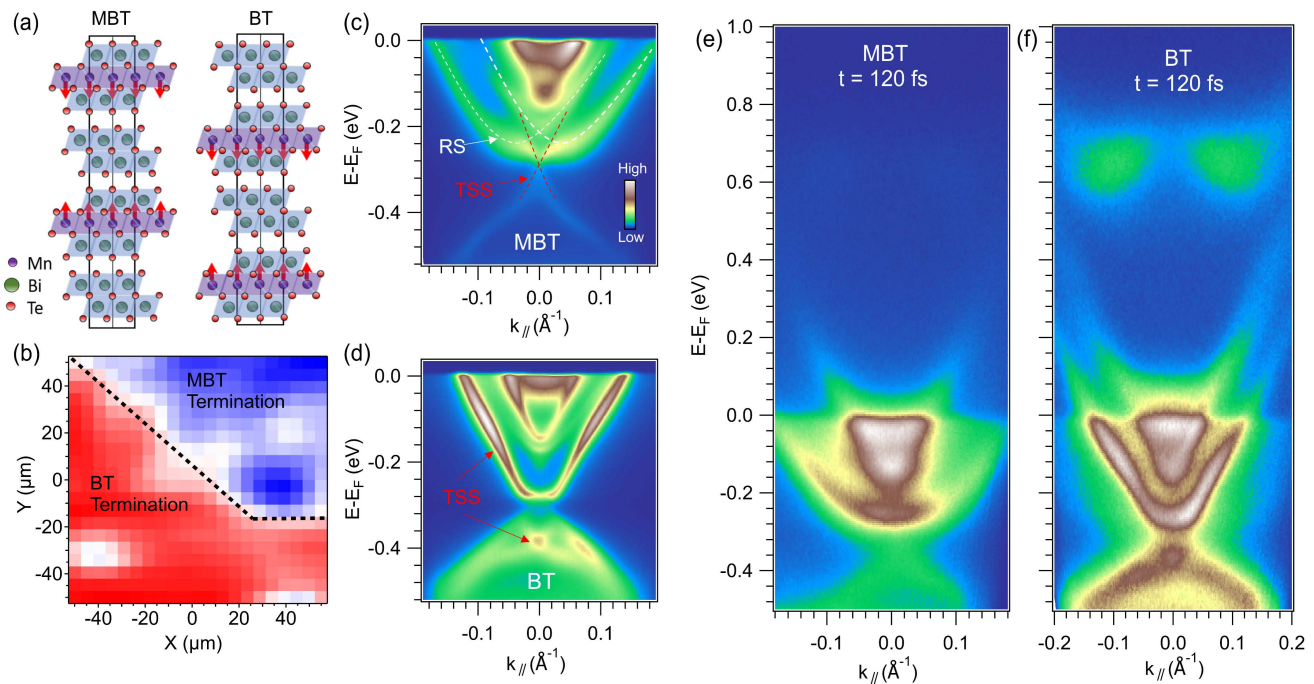 (a)
MBT
BT
Mn
Bi
Te
(b)
MBT
Termination
BT
Termination
Y (μm)
40
20
0
-20
-40
-40 -20 0 20 40
X (μm)
(c)
E-E_F (eV)
0.0
-0.2
-0.4
RS
TSS
High
Low
MBT
-0.1 0.0 0.1
k_// (Å⁻¹)
(d)
E-E_F (eV)
0.0
-0.2
-0.4
TSS
BT
-0.1 0.0 0.1
k_// (Å⁻¹)
(e)
MBT
t = 120 fs
E-E_F (eV)
1.0
0.8
0.6
0.4
0.2
0.0
-0.2
-0.4
-0.1 0.0 0.1
k_// (Å⁻¹)
(f)
BT
t = 120 fs
-0.2 -0.1 0.0 0.1 0.2
k_// (Å⁻¹)